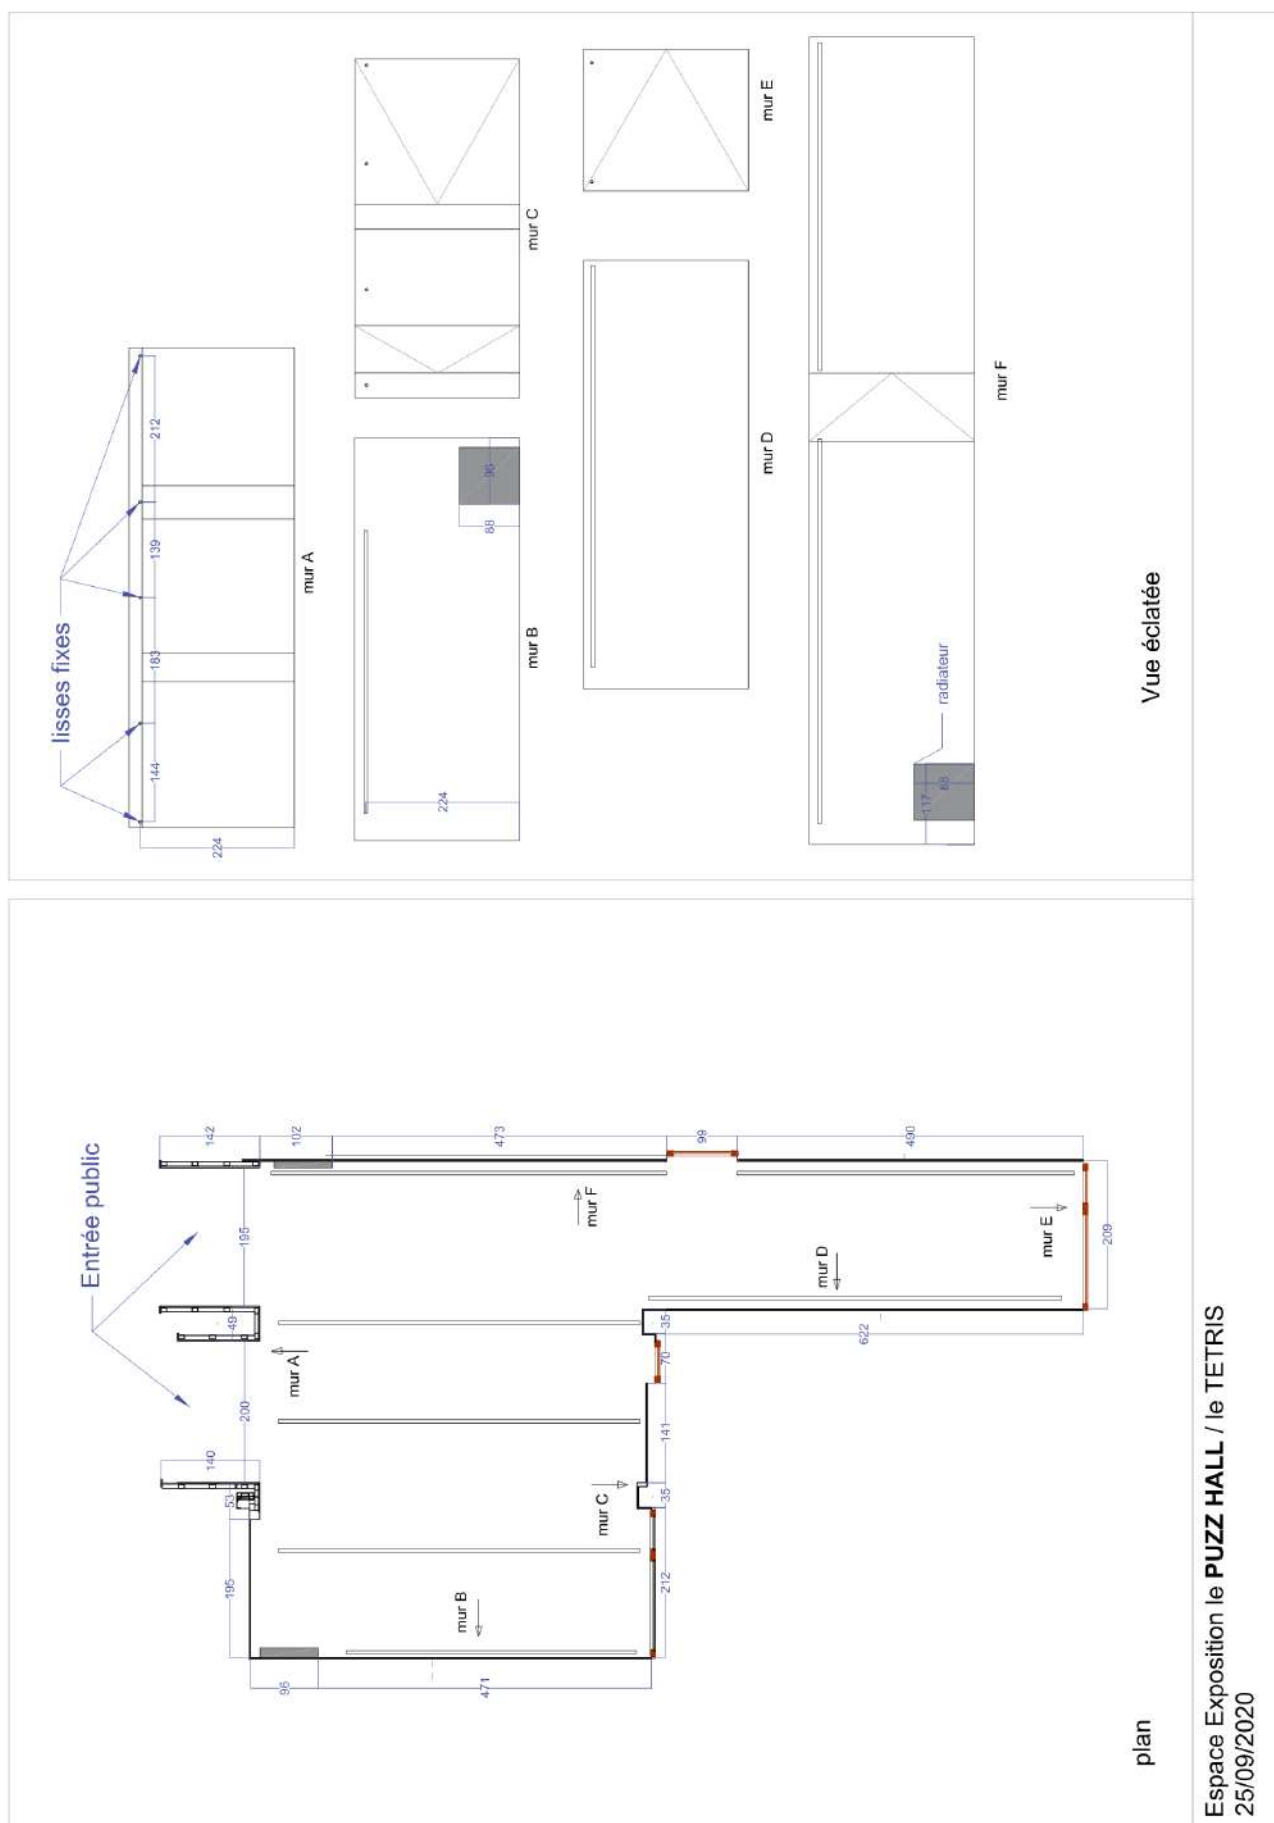 Entrée public
140
142
53
195
200
49
195
102
mur A
96
mur B
471
mur C
mur F
473
212
35
141
70
35
99
mur D
622
mur E
490
209
plan
lisses fixes
144
183
139
212
224
mur A
224
88
96
mur B
mur C
mur D
mur E
117
88
radiateur
mur F
Vue éclatée
Espace Exposition le PUZZ HALL / le TETRIS
25/09/2020